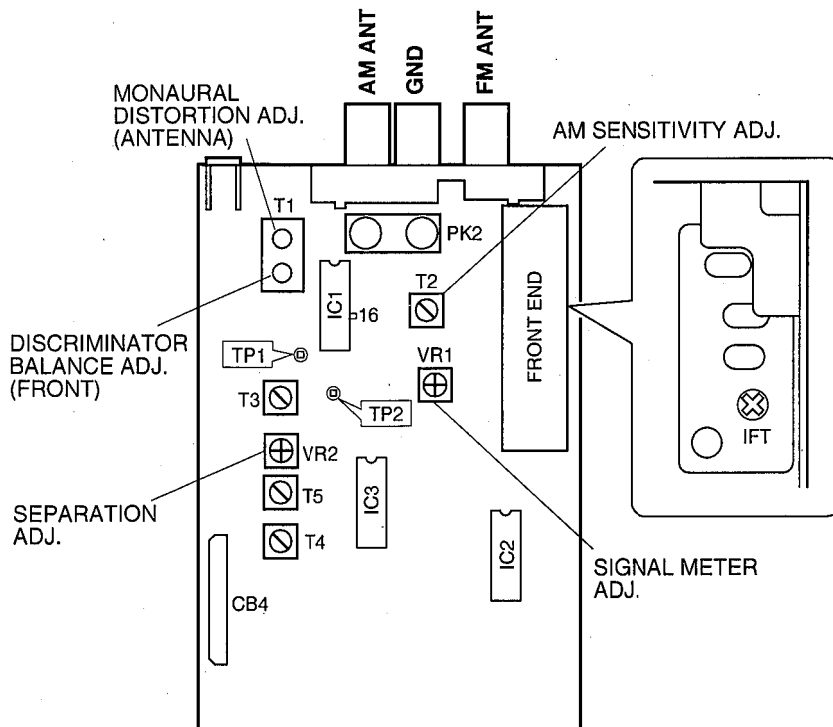 AM ANT
GND
FM ANT
MONAURAL
DISTORTION ADJ.
(ANTENNA)
AM SENSITIVITY ADJ.
T1
PK2
IC1
16
T2
FRONT END
DISCRIMINATOR
BALANCE ADJ.
(FRONT)
TP1
VR1
T3
TP2
IFT
VR2
SEPARATION
ADJ.
T5
IC3
T4
IC2
SIGNAL METER
ADJ.
CB4